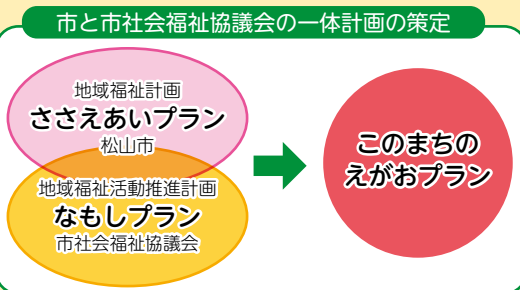 市と市社会福祉協議会の一体計画の策定
地域福祉計画
ささえあいプラン
松山市
地域福祉活動推進計画
なもしプラン
市社会福祉協議会
このまちの
えがおプラン